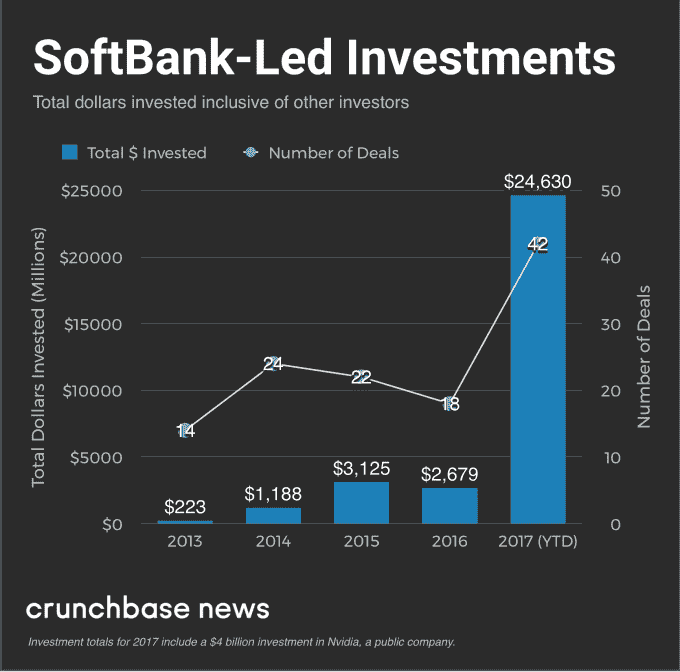 SoftBank-Led Investments
Total dollars invested inclusive of other investors
Total $ Invested
Number of Deals
$25000
$20000
$15000
$10000
$5000
$0
Total Dollars Invested (Millions)
$223
$1,188
$3,125
$2,679
$24,630
14
24
22
18
42
50
40
30
20
10
0
Number of Deals
2013
2014
2015
2016
2017 (YTD)
crunchbase news
Investment totals for 2017 include a $4 billion investment in Nvidia, a public company.